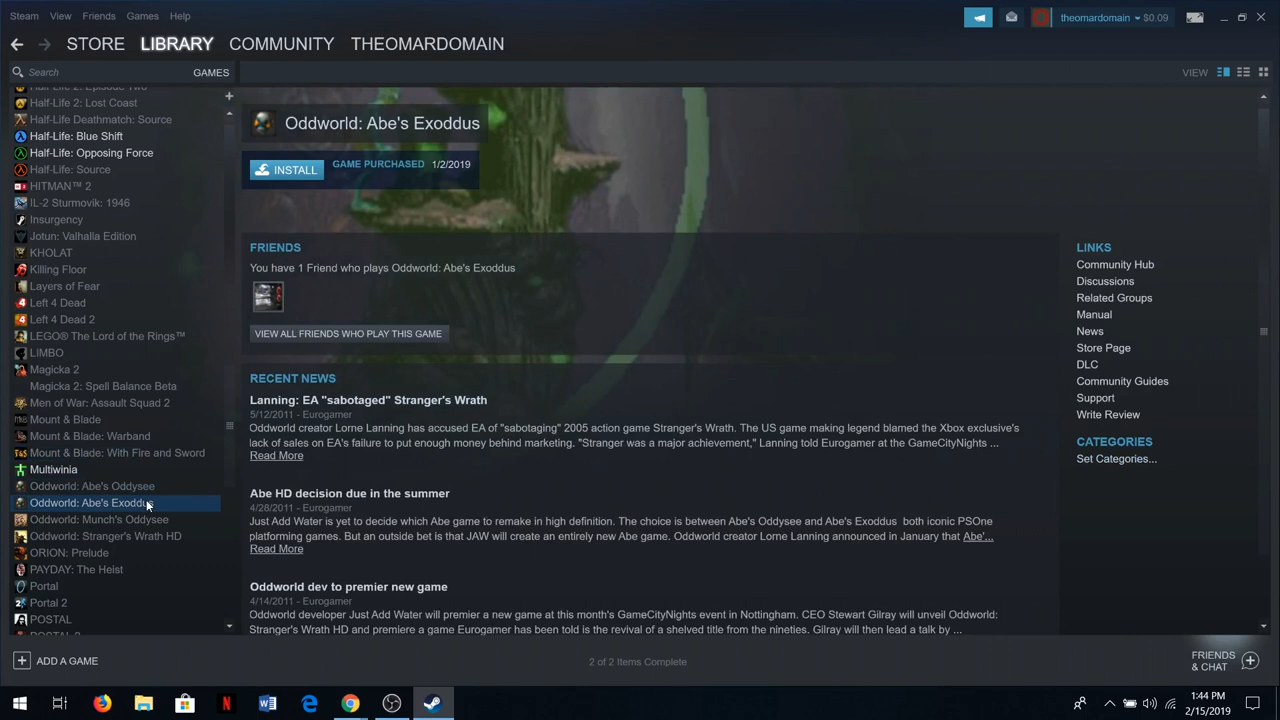 Steam View Friends Games Help
theomardomain $0.09
STORE LIBRARY COMMUNITY THEOMARDOMAIN
Search GAMES VIEW
Half-Life 2: Episode Two
Half-Life 2: Lost Coast
Half-Life Deathmatch: Source
Half-Life: Blue Shift
Half-Life: Opposing Force
Half-Life: Source
HITMAN™ 2
IL-2 Sturmovik: 1946
Insurgency
Jotun: Valhalla Edition
KHOLAT
Killing Floor
Layers of Fear
Left 4 Dead
Left 4 Dead 2
LEGO® The Lord of the Rings™
LIMBO
Magicka 2
Magicka 2: Spell Balance Beta
Men of War: Assault Squad 2
Mount & Blade
Mount & Blade: Warband
Mount & Blade: With Fire and Sword
Multiwinia
Oddworld: Abe's Oddysee
Oddworld: Abe's Exoddus
Oddworld: Munch's Oddysee
Oddworld: Stranger's Wrath HD
ORION: Prelude
PAYDAY: The Heist
Portal
Portal 2
POSTAL
POSTAL 2
Oddworld: Abe's Exoddus
INSTALL GAME PURCHASED 1/2/2019
FRIENDS
You have 1 Friend who plays Oddworld: Abe's Exoddus
VIEW ALL FRIENDS WHO PLAY THIS GAME
RECENT NEWS
Lanning: EA "sabotaged" Stranger's Wrath
5/12/2011 - Eurogamer
Oddworld creator Lorne Lanning has accused EA of "sabotaging" 2005 action game Stranger's Wrath. The US game making legend blamed the Xbox exclusive's
lack of sales on EA's failure to put enough money behind marketing. "Stranger was a major achievement," Lanning told Eurogamer at the GameCityNights ...
Read More
Abe HD decision due in the summer
4/28/2011 - Eurogamer
Just Add Water is yet to decide which Abe game to remake in high definition. The choice is between Abe's Oddysee and Abe's Exoddus both iconic PSOne
platforming games. But an outside bet is that JAW will create an entirely new Abe game. Oddworld creator Lorne Lanning announced in January that Abe'...
Read More
Oddworld dev to premier new game
4/14/2011 - Eurogamer
Oddworld developer Just Add Water will premier a new game at this month's GameCityNights event in Nottingham. CEO Stewart Gilray will unveil Oddworld:
Stranger's Wrath HD and premiere a game Eurogamer has been told is the revival of a shelved title from the nineties. Gilray will then lead a talk by ...
LINKS
Community Hub
Discussions
Related Groups
Manual
News
Store Page
DLC
Community Guides
Support
Write Review
CATEGORIES
Set Categories...
ADD A GAME
2 of 2 Items Complete
FRIENDS
& CHAT
1:44 PM
2/15/2019